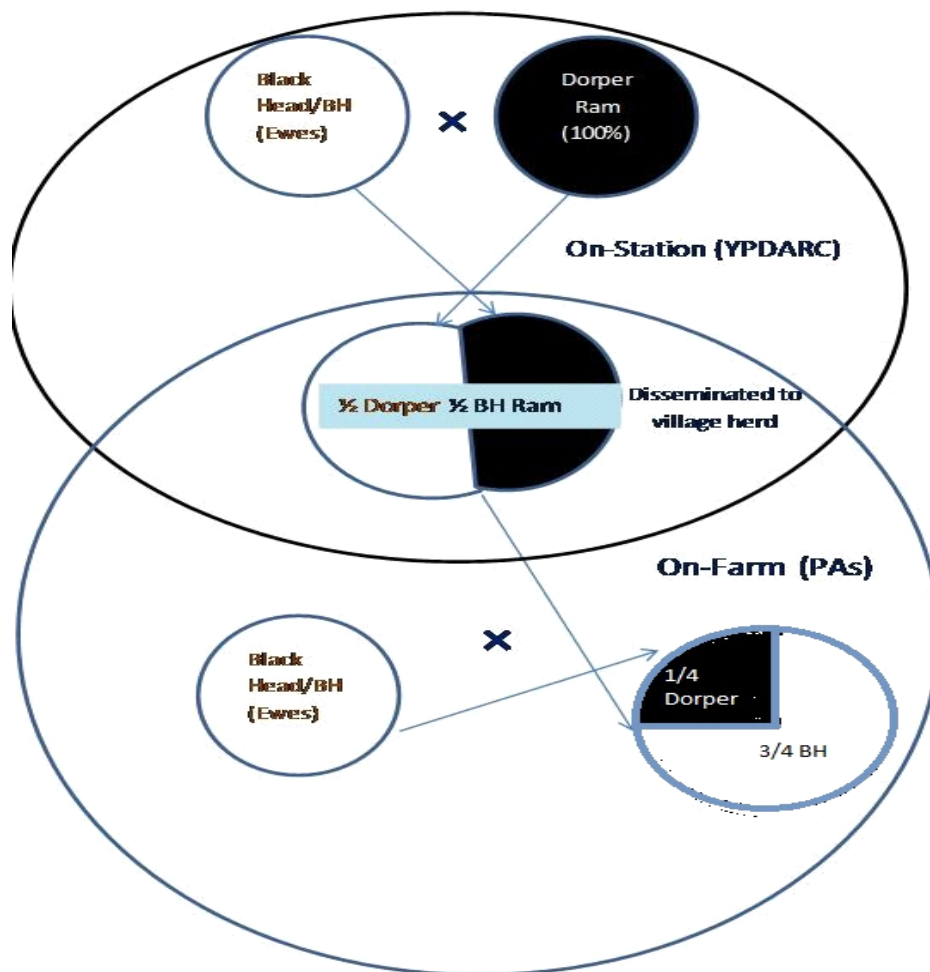 Black
Head/BH
(Ewes)
×
Dorper
Ram
(100%)
On-Station (YPDARC)
½ Dorper ½ BH Ram
Disseminated to
village herd
On-Farm (PAs)
Black
Head/BH
(Ewes)
×
1/4
Dorper
3/4 BH